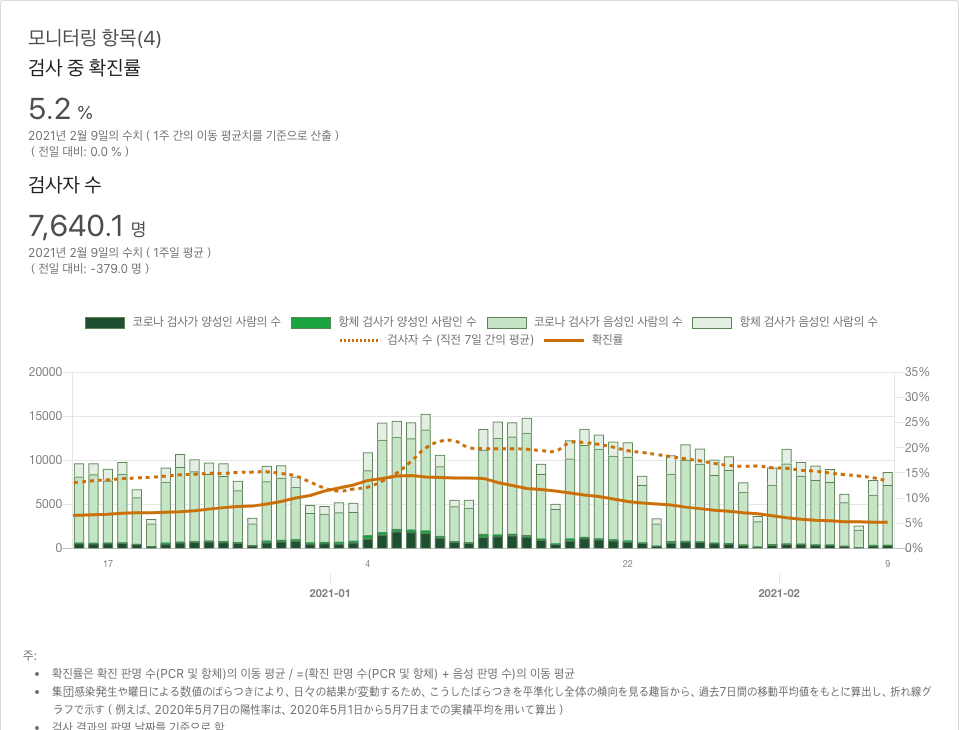 모니터링 항목(4)
검사 중 확진률
5.2 %
2021년 2월 9일의 수치 ( 1주 간의 이동 평균치를 기준으로 산출 )
( 전일 대비: 0.0 % )
검사자 수
7,640.1 명
2021년 2월 9일의 수치 ( 1주일 평균 )
( 전일 대비: -379.0 명 )
코로나 검사가 양성인 사람의 수 항체 검사가 양성인 사람인 수 코로나 검사가 음성인 사람의 수 항체 검사가 음성인 사람의 수
검사자 수 (직전 7일 간의 평균) 확진률
20000 35%
30%
15000 25%
20%
10000 15%
5000 10%
5%
0 0%
17 4 22 9
2021-01 2021-02
주:
확진률은 확진 판명 수(PCR 및 항체)의 이동 평균 / =(확진 판명 수(PCR 및 항체) + 음성 판명 수)의 이동 평균
集団感染発生や曜日による数値のばらつきにより、日々の結果が変動するため、こうしたばらつきを平準化し全体の傾向を見る趣旨から、過去7日間の移動平均値をもとに算出し、折れ線グ
ラフで示す ( 例えば、2020年5月7日の陽性率は、2020年5月1日から5月7日までの実績平均を用いて算出 )
검사 결과의 판명 날짜를 기준으로 함